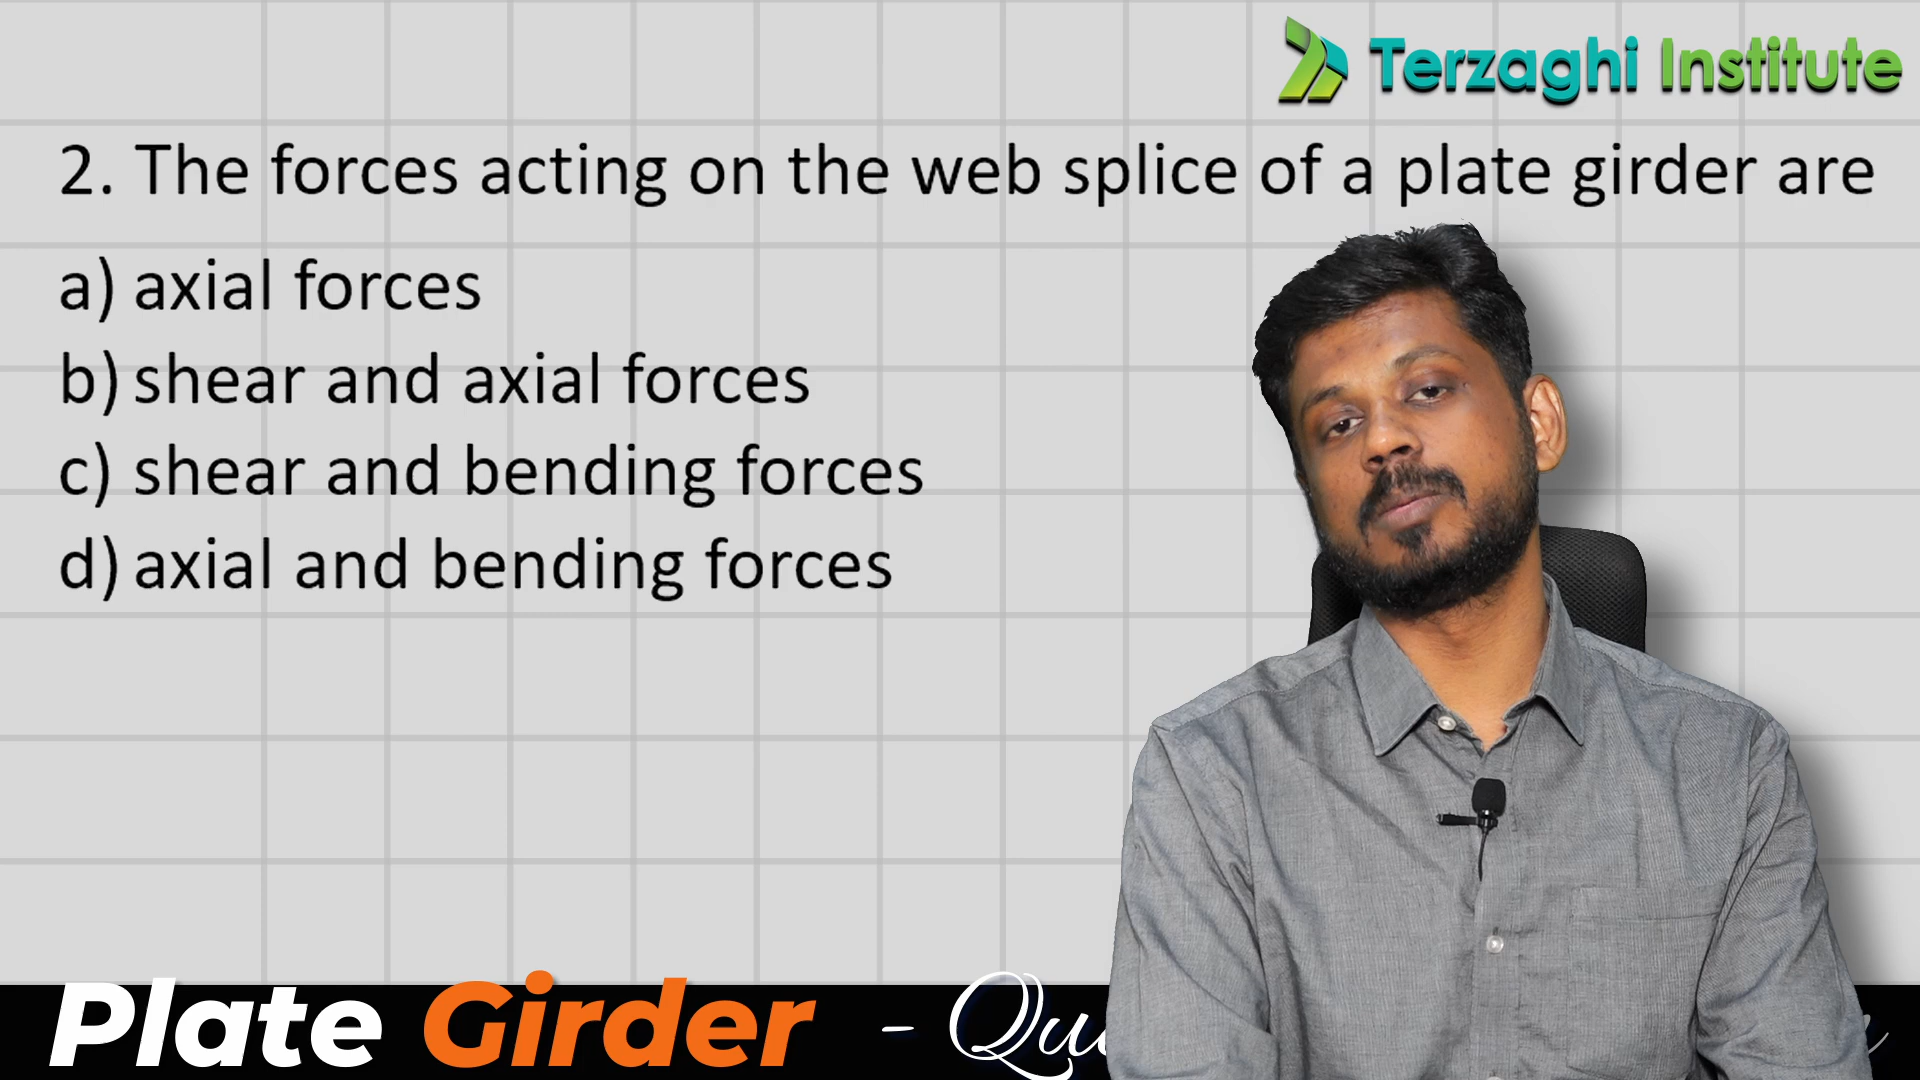 Terzaghi Institute
2. The forces acting on the web splice of a plate girder are
a) axial forces
b) shear and axial forces
c) shear and bending forces
d) axial and bending forces
Plate Girder -